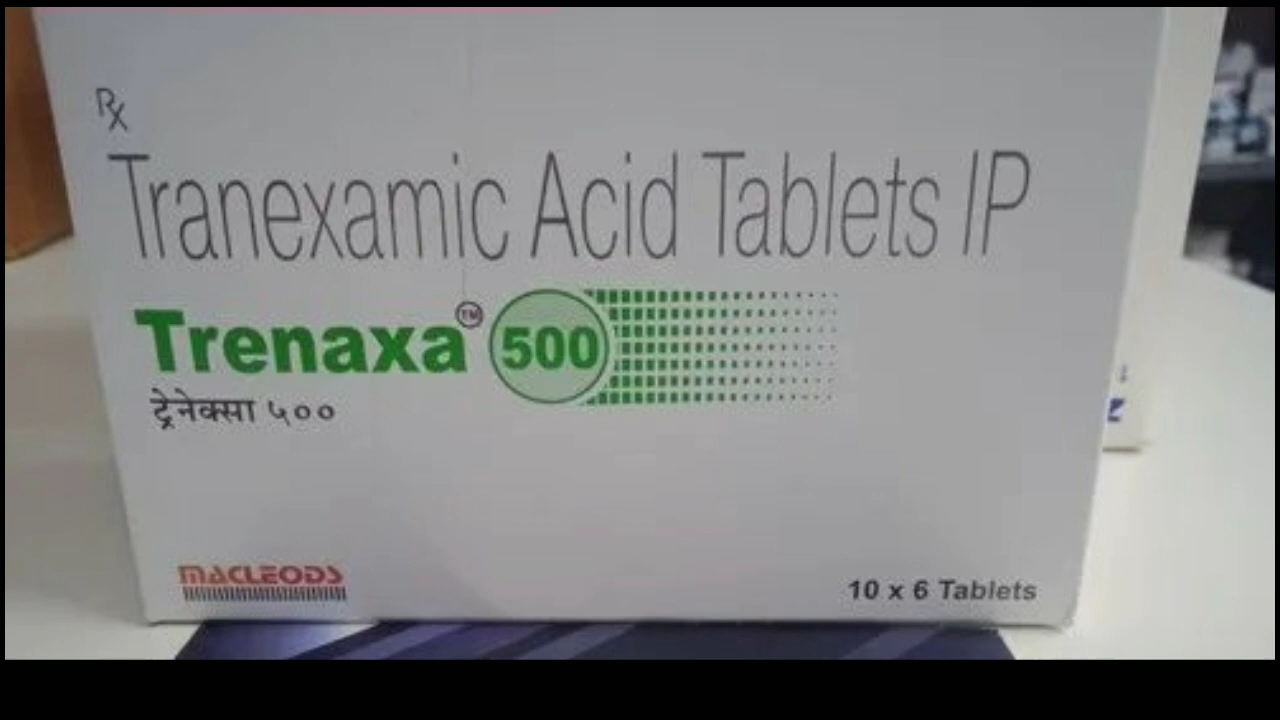 Rx
Tranexamic Acid Tablets IP
Trenaxa™ 500
ट्रेनेक्सा ५००
MACLEODS
10 x 6 Tablets